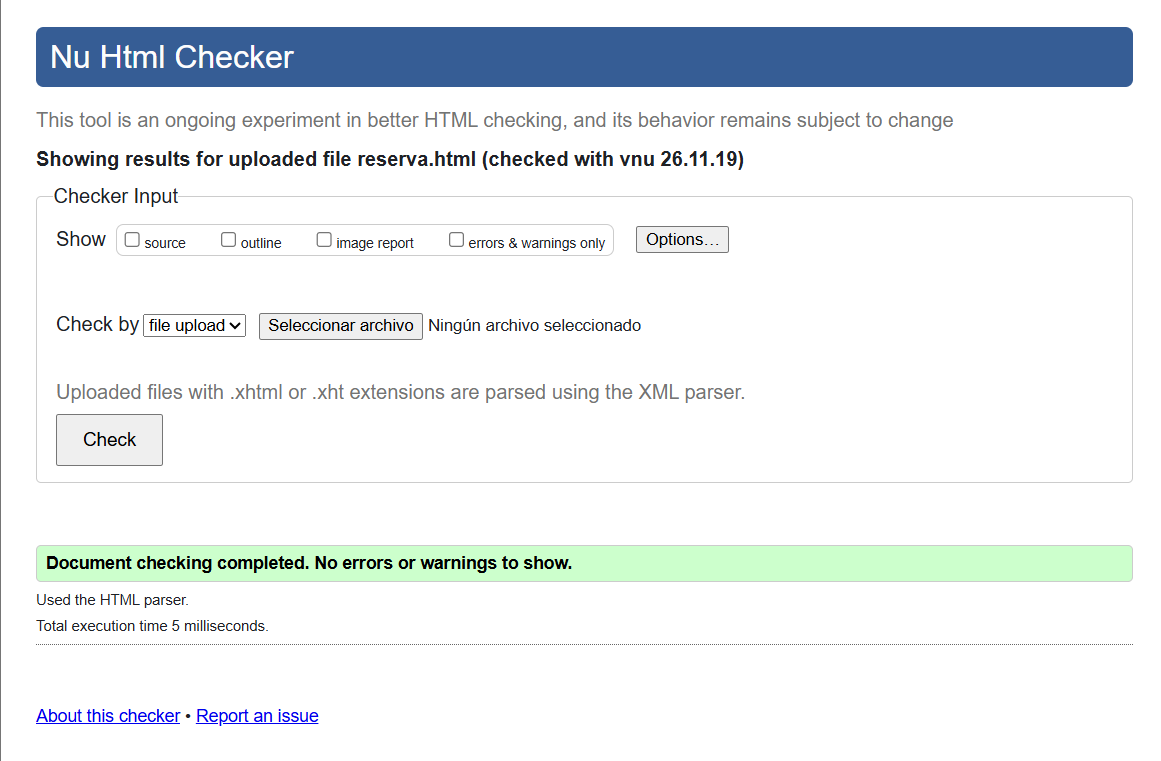 Nu Html Checker
This tool is an ongoing experiment in better HTML checking, and its behavior remains subject to change
Showing results for uploaded file reserva.html (checked with vnu 26.11.19)
Checker Input
Show source outline image report errors & warnings only Options...
Check by file upload Seleccionar archivo Ningún archivo seleccionado
Uploaded files with .xhtml or .xht extensions are parsed using the XML parser.
Check
Document checking completed. No errors or warnings to show.
Used the HTML parser.
Total execution time 5 milliseconds.
About this checker • Report an issue